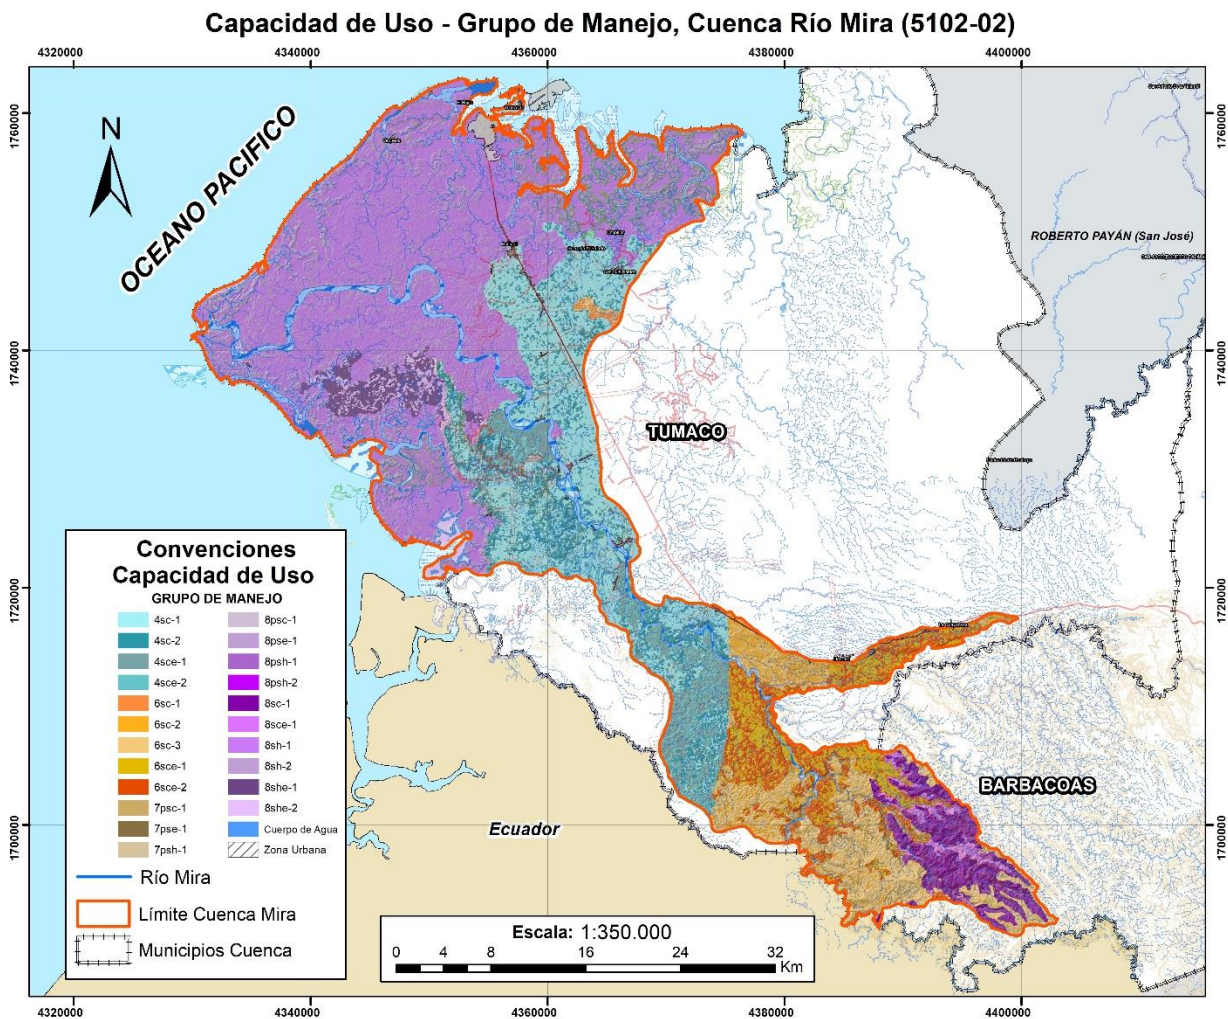 Capacidad de Uso - Grupo de Manejo, Cuenca Río Mira (5102-02)
4320000 4340000 4360000 4380000 4400000
1760000 1760000
N
OCEANO PACIFICO
ROBERTO PAYÁN (San José)
1740000 1740000
TUMACO
1720000 1720000
BARBACOAS
Ecuador
1700000 1700000
Convenciones
Capacidad de Uso
GRUPO DE MANEJO
4sc-1 8psc-1
4sc-2 8pse-1
4sce-1 8psh-1
4sce-2 8psh-2
6sc-1 8sc-1
6sc-2 8sce-1
6sc-3 8sh-1
6sce-1 8sh-2
6sce-2 8she-1
7psc-1 8she-2
7pse-1 Cuerpo de Agua
7psh-1 Zona Urbana
Río Mira
Límite Cuenca Mira
Municipios Cuenca
Escala: 1:350.000
0 4 8 16 24 32
Km
4320000 4340000 4360000 4380000 4400000